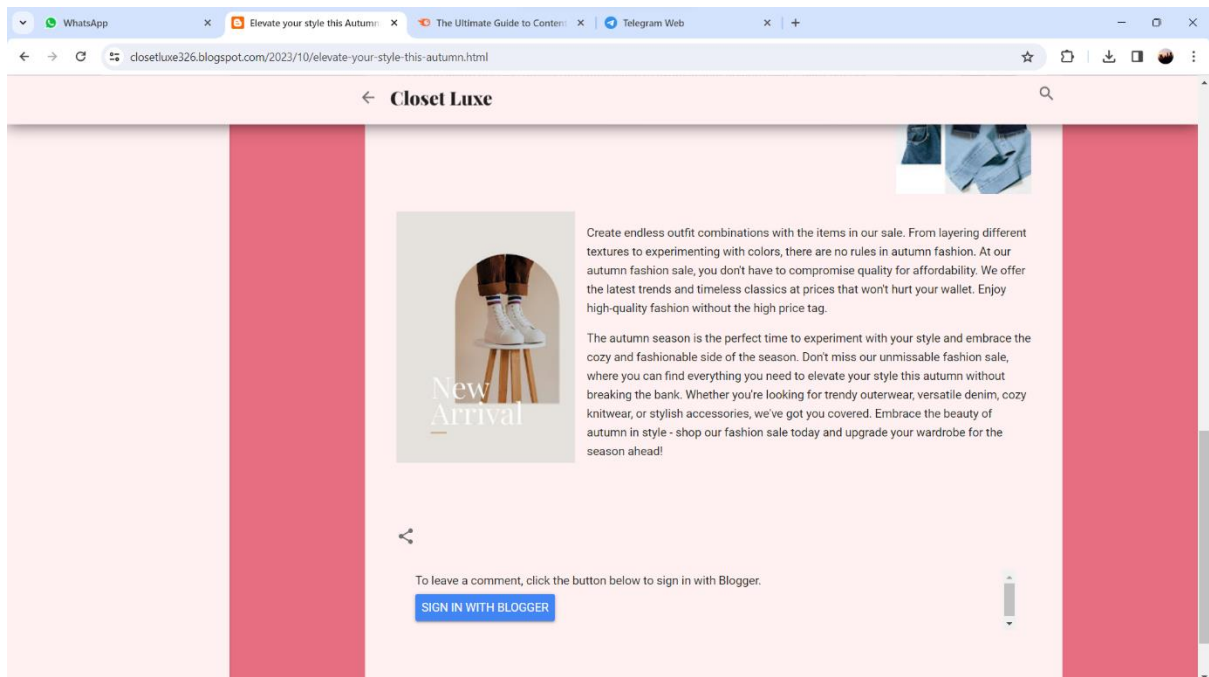 WhatsApp
Elevate your style this Autumn
The Ultimate Guide to Content
Telegram Web
closetluxe326.blogspot.com/2023/10/elevate-your-style-this-autumn.html
Closet Luxe
Create endless outfit combinations with the items in our sale. From layering different
textures to experimenting with colors, there are no rules in autumn fashion. At our
autumn fashion sale, you don't have to compromise quality for affordability. We offer
the latest trends and timeless classics at prices that won't hurt your wallet. Enjoy
high-quality fashion without the high price tag.
The autumn season is the perfect time to experiment with your style and embrace the
cozy and fashionable side of the season. Don't miss our unmissable fashion sale,
where you can find everything you need to elevate your style this autumn without
breaking the bank. Whether you're looking for trendy outerwear, versatile denim, cozy
knitwear, or stylish accessories, we've got you covered. Embrace the beauty of
autumn in style - shop our fashion sale today and upgrade your wardrobe for the
season ahead!
New
Arrival
To leave a comment, click the button below to sign in with Blogger.
SIGN IN WITH BLOGGER